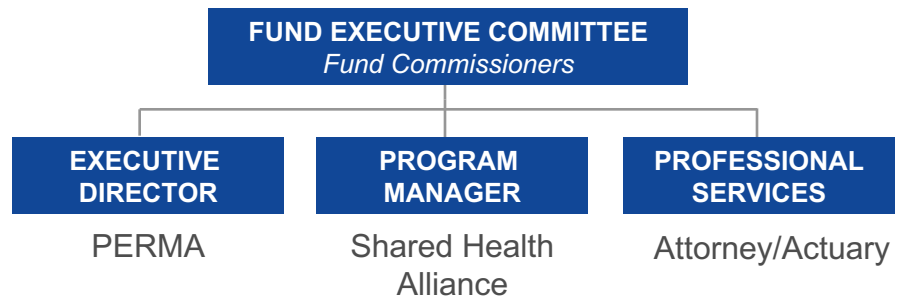 FUND EXECUTIVE COMMITTEE
Fund Commissioners
EXECUTIVE
DIRECTOR
PERMA
PROGRAM
MANAGER
Shared Health
Alliance
PROFESSIONAL
SERVICES
Attorney/Actuary